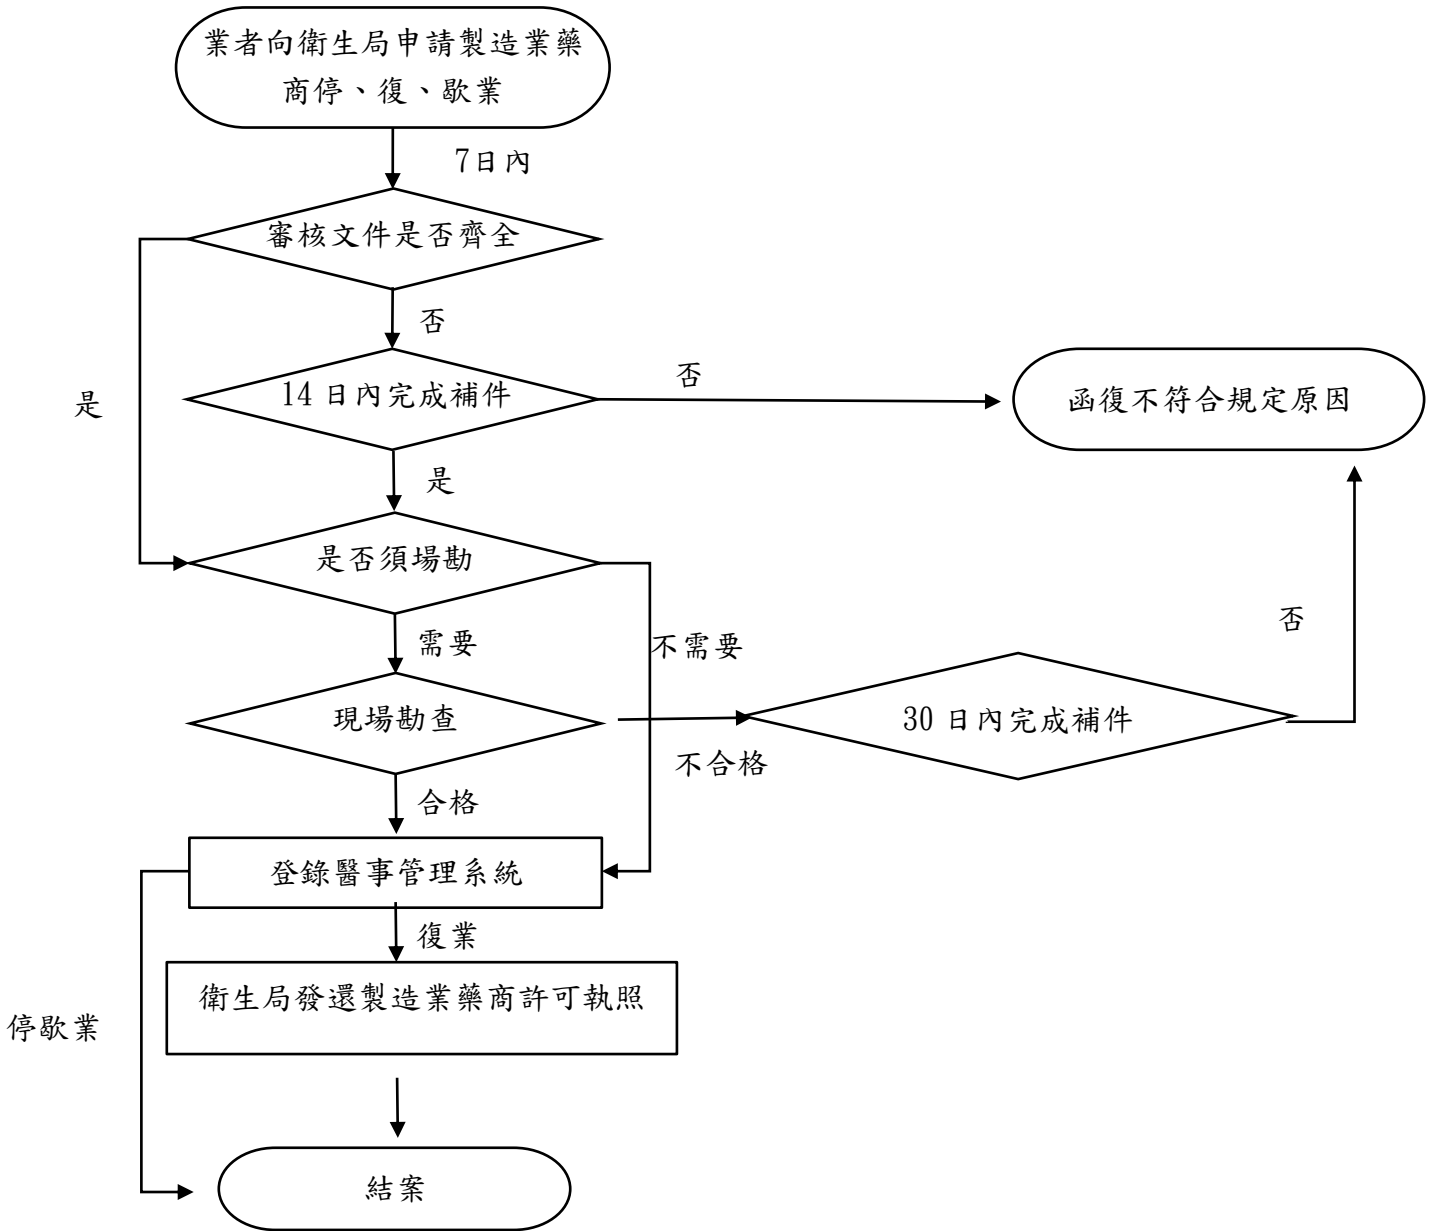 業者向衛生局申請製造業藥
商停、復、歇業
7日內
審核文件是否齊全
否
14 日內完成補件
否
函復不符合規定原因
是
是
是否須場勘
否
需要
不需要
現場勘查
30 日內完成補件
不合格
合格
登錄醫事管理系統
復業
衛生局發還製造業藥商許可執照
停歇業
結案